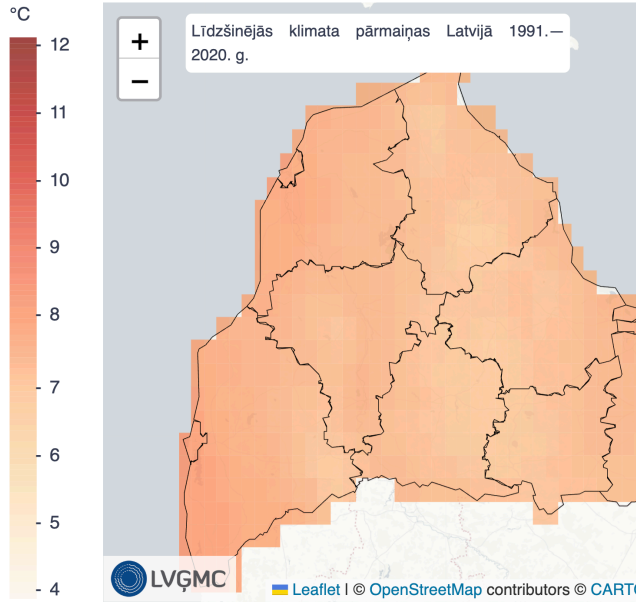 °C
Līdzšinējās klimata pārmaiņas Latvijā 1991.—
2020. g.
+
−
- 12
- 11
- 10
- 9
- 8
- 7
- 6
- 5
- 4
LVĢMC
Leaflet | © OpenStreetMap contributors © CARTO